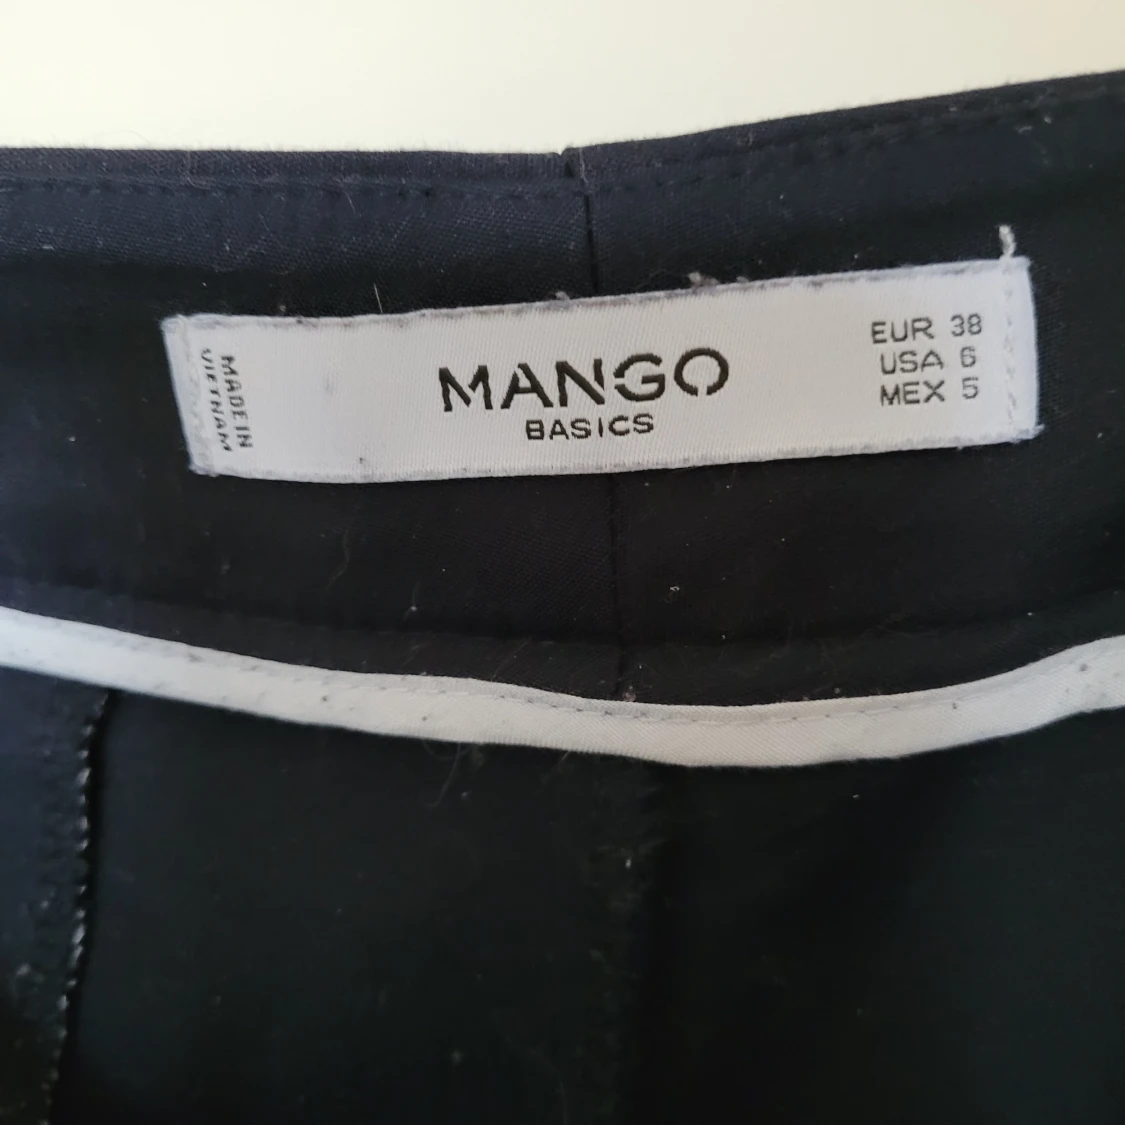 MADE IN
VIETNAM
MANGO
BASICS
EUR 38
USA 6
MEX 5